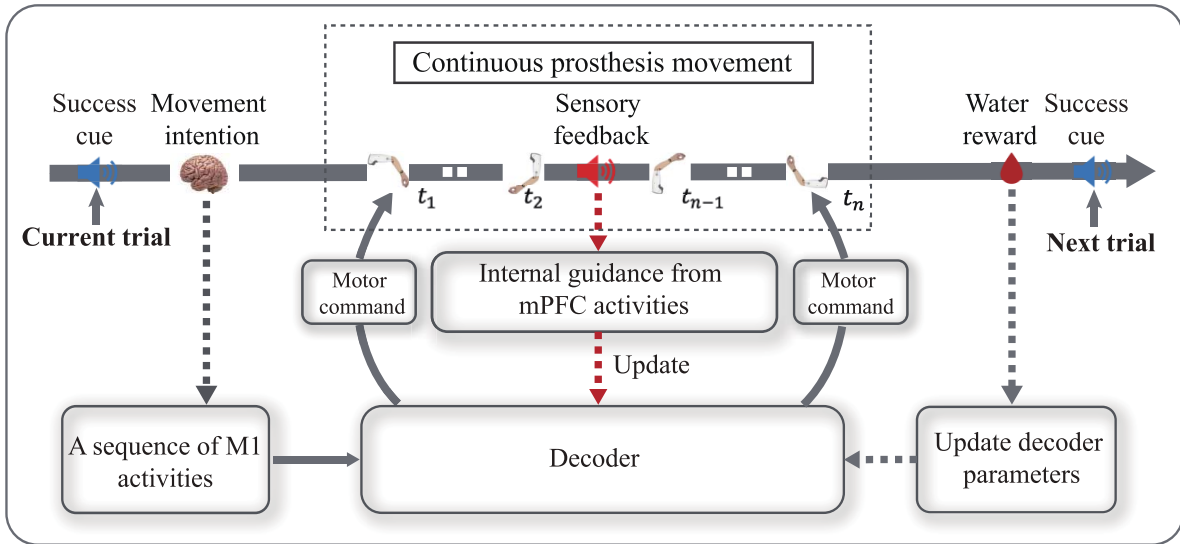 Continuous prosthesis movement
Success
cue
Movement
intention
Sensory
feedback
Water
reward
Success
cue
t₁
t₂
tₙ₋₁
tₙ
Current trial
Next trial
Motor
command
Internal guidance from
mPFC activities
Motor
command
Update
A sequence of M1
activities
Decoder
Update decoder
parameters